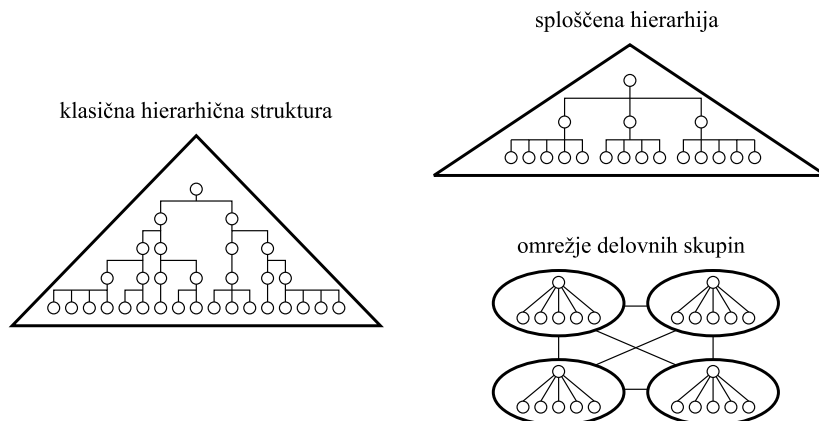 sploščena hierarhija
klasična hierarhična struktura
omrežje delovnih skupin